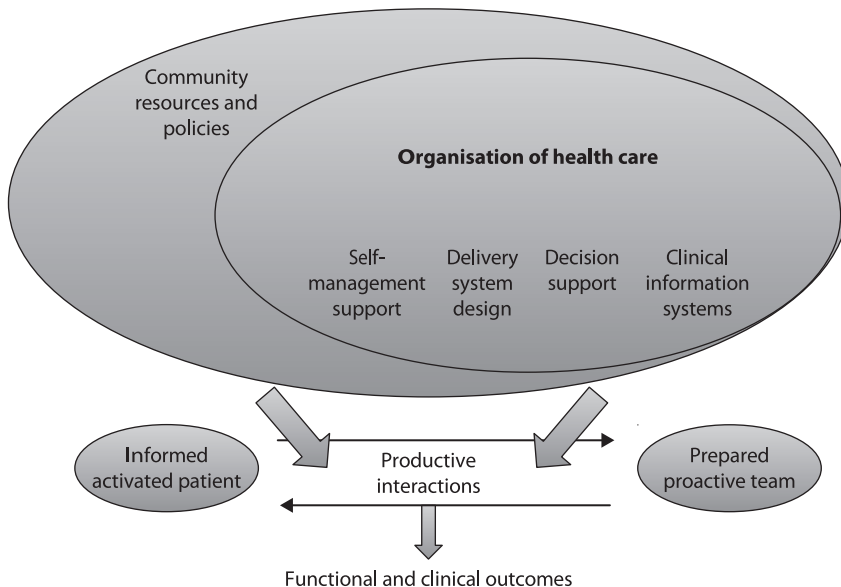 Community
resources and
policies
Organisation of health care
Self-
management
support
Delivery
system
design
Decision
support
Clinical
information
systems
Informed
activated patient
Productive
interactions
Prepared
proactive team
Functional and clinical outcomes